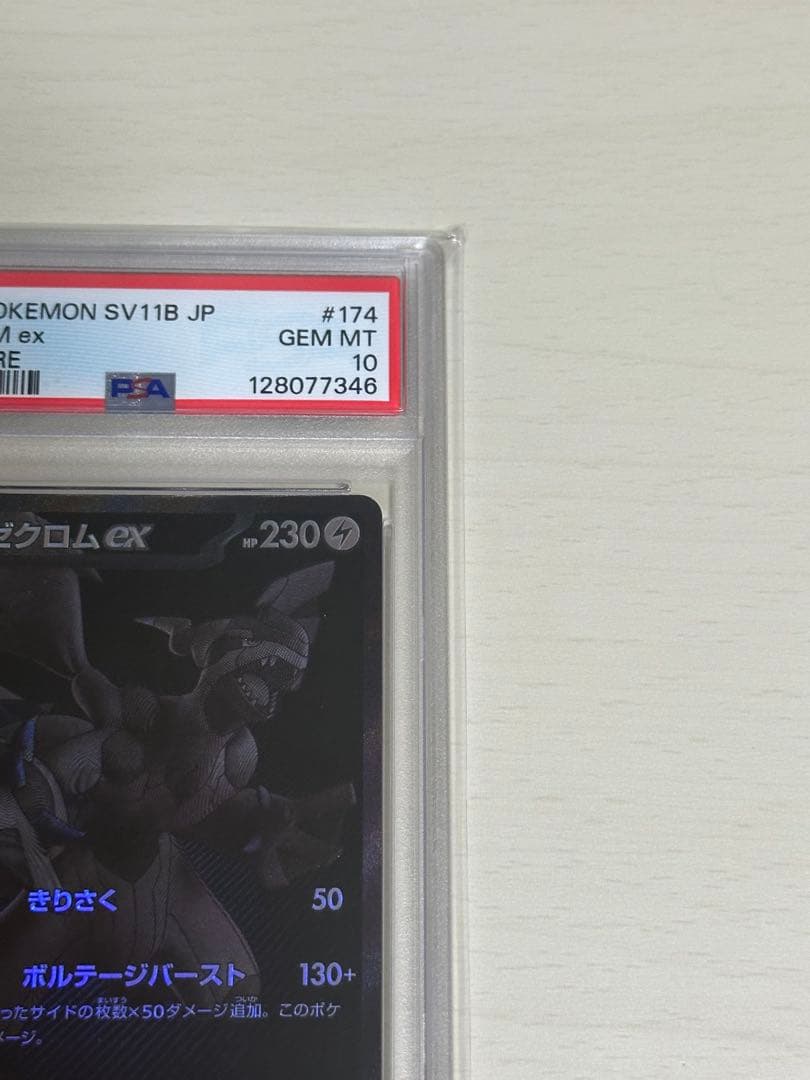 OKEMON SV11B JP #174
M ex GEM MT
RE 10
PSA 128077346
ゼクロムex HP230
きりさく 50
ボルテージバースト 130+
ったサイドの枚数×50ダメージ追加。このポケ
メージ。